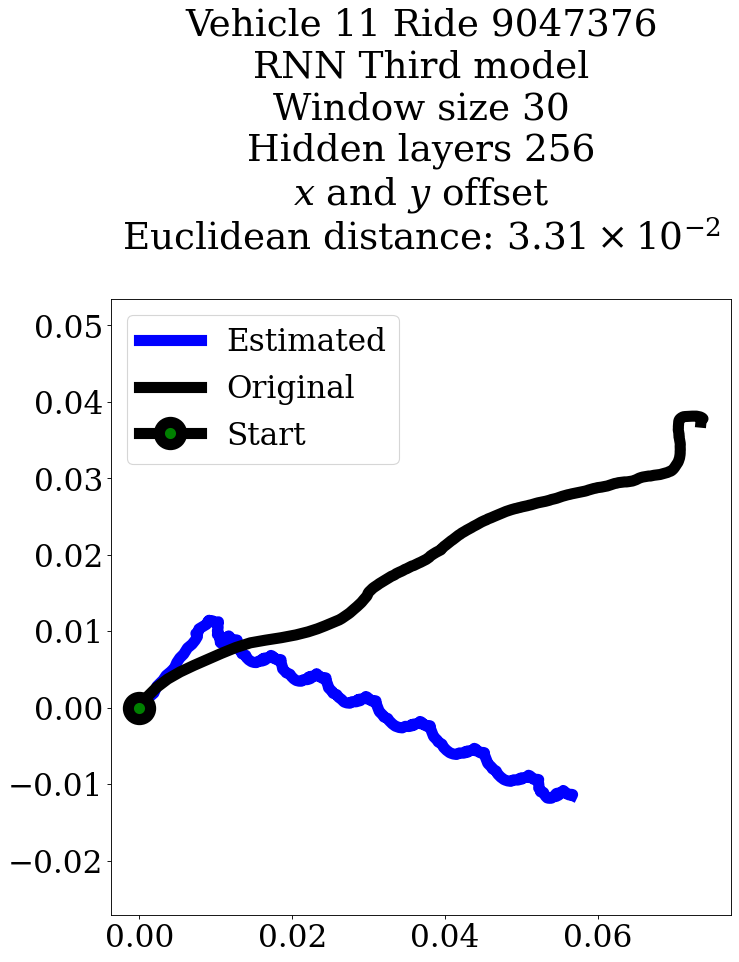 Vehicle 11 Ride 9047376
RNN Third model
Window size 30
Hidden layers 256
x and y offset
Euclidean distance: 3.31 × 10⁻²
Estimated
Original
Start
0.05
0.04
0.03
0.02
0.01
0.00
−0.01
−0.02
0.00 0.02 0.04 0.06